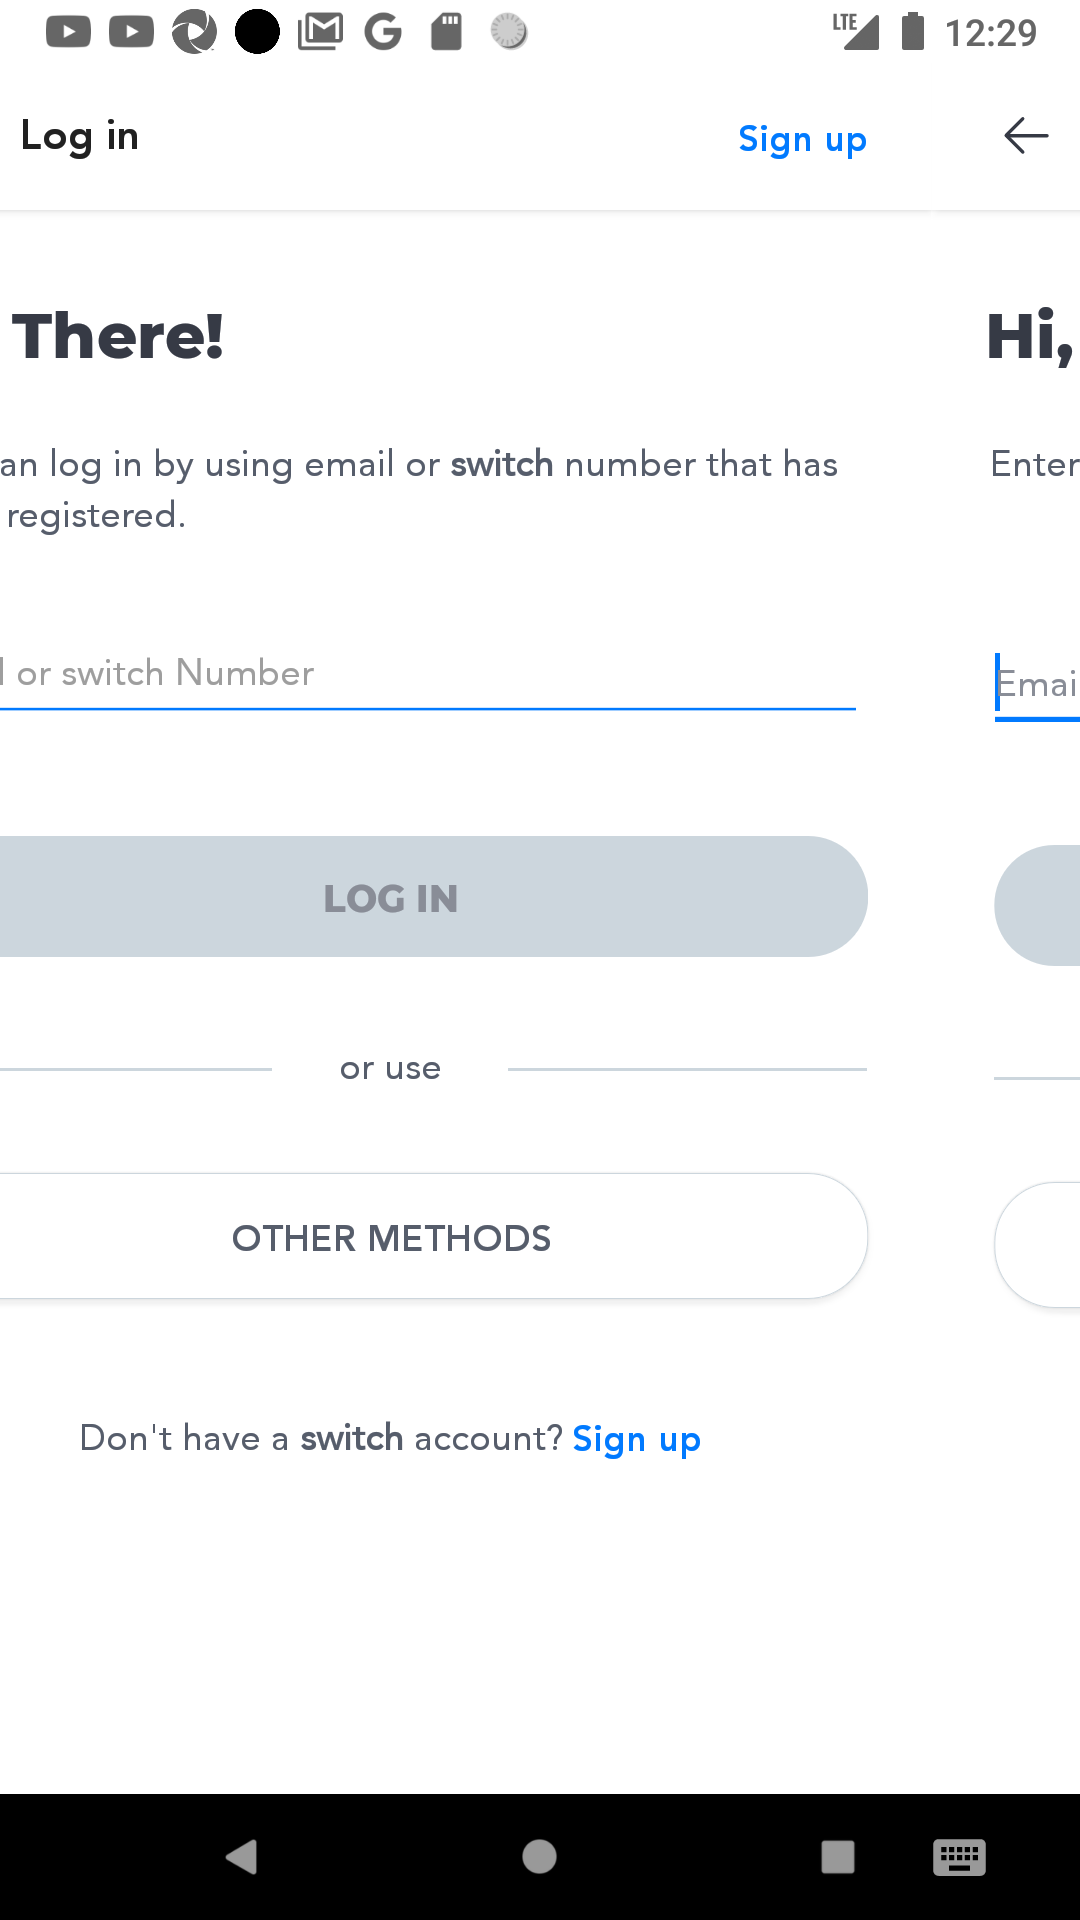 LTE 12:29
Log in Sign up
There! Hi,
an log in by using email or switch number that has Enter
registered.
l or switch Number Emai
LOG IN
or use
OTHER METHODS
Don't have a switch account? Sign up